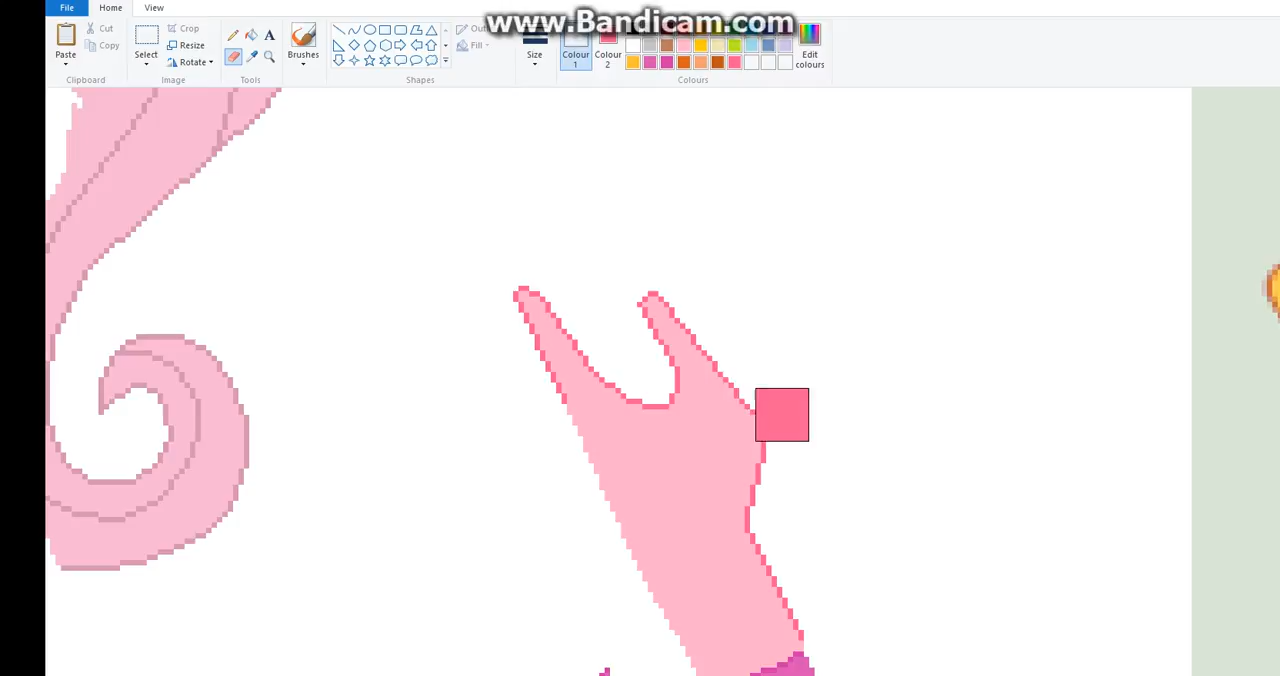 www.Bandicam.com
File Home View
Paste
Cut
Copy
Clipboard
Select
Crop
Resize
Rotate
Image
A
Tools
Brushes
Shapes
Fill
Size
Colour
1
Colour
2
Edit
colours
Colours